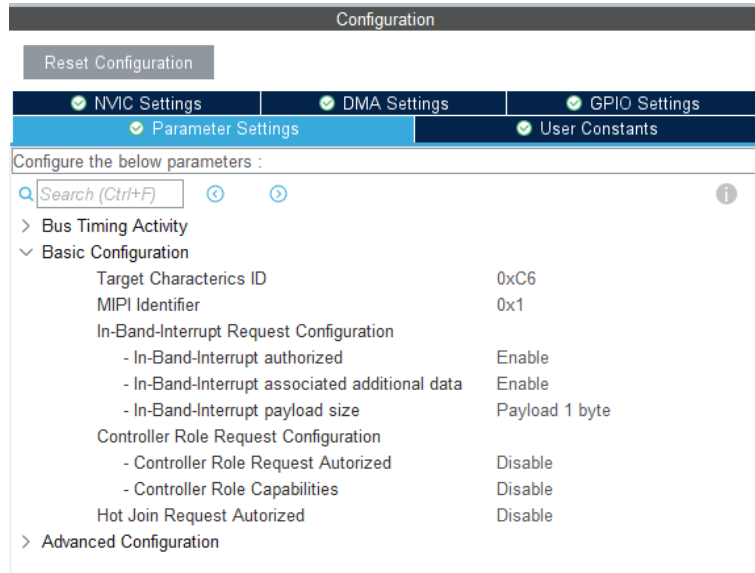 Configuration
Reset Configuration
NVIC Settings DMA Settings GPIO Settings
Parameter Settings User Constants
Configure the below parameters :
Search (Ctrl+F)
Bus Timing Activity
Basic Configuration
Target Characterics ID 0xC6
MIPI Identifier 0x1
In-Band-Interrupt Request Configuration
- In-Band-Interrupt authorized Enable
- In-Band-Interrupt associated additional data Enable
- In-Band-Interrupt payload size Payload 1 byte
Controller Role Request Configuration
- Controller Role Request Autorized Disable
- Controller Role Capabilities Disable
Hot Join Request Autorized Disable
Advanced Configuration